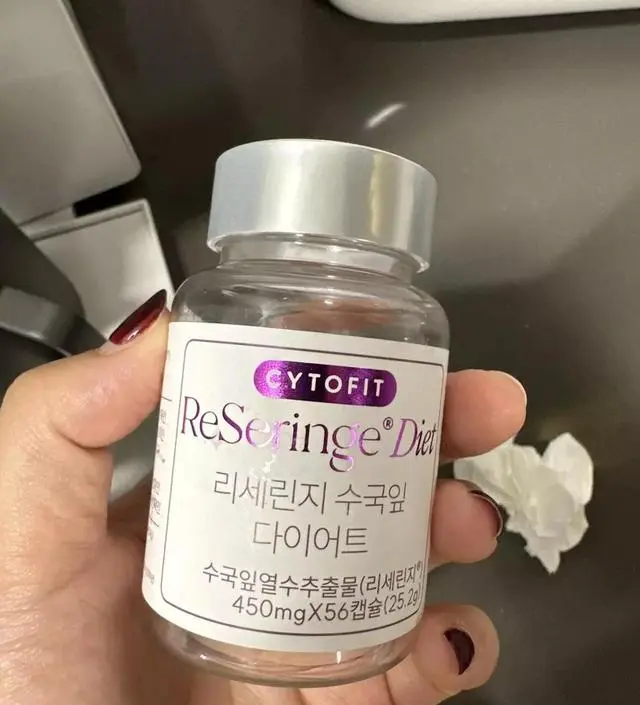 CYTOFIT
ReSeringe® Diet
리세린지 수국잎
다이어트
수국잎열수추출물(리세린지®)
450mgX56캡슐(25.2g)